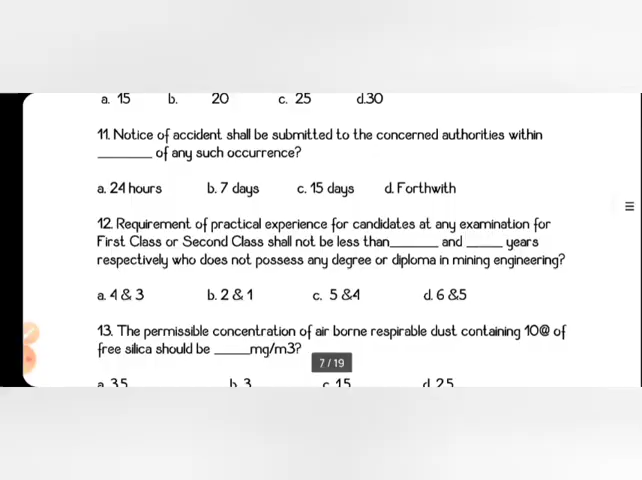 a. 15 b. 20 c. 25 d.30
11. Notice of accident shall be submitted to the concerned authorities within
________ of any such occurrence?
a. 24 hours b. 7 days c. 15 days d. Forthwith
12. Requirement of practical experience for candidates at any examination for
First Class or Second Class shall not be less than_______ and _____ years
respectively who does not possess any degree or diploma in mining engineering?
a. 4 & 3 b. 2 & 1 c. 5 &4 d. 6 &5
13. The permissible concentration of air borne respirable dust containing 10@ of
free silica should be _____mg/m3?
7 / 19
a. 35 b. 3 c. 15 d. 25